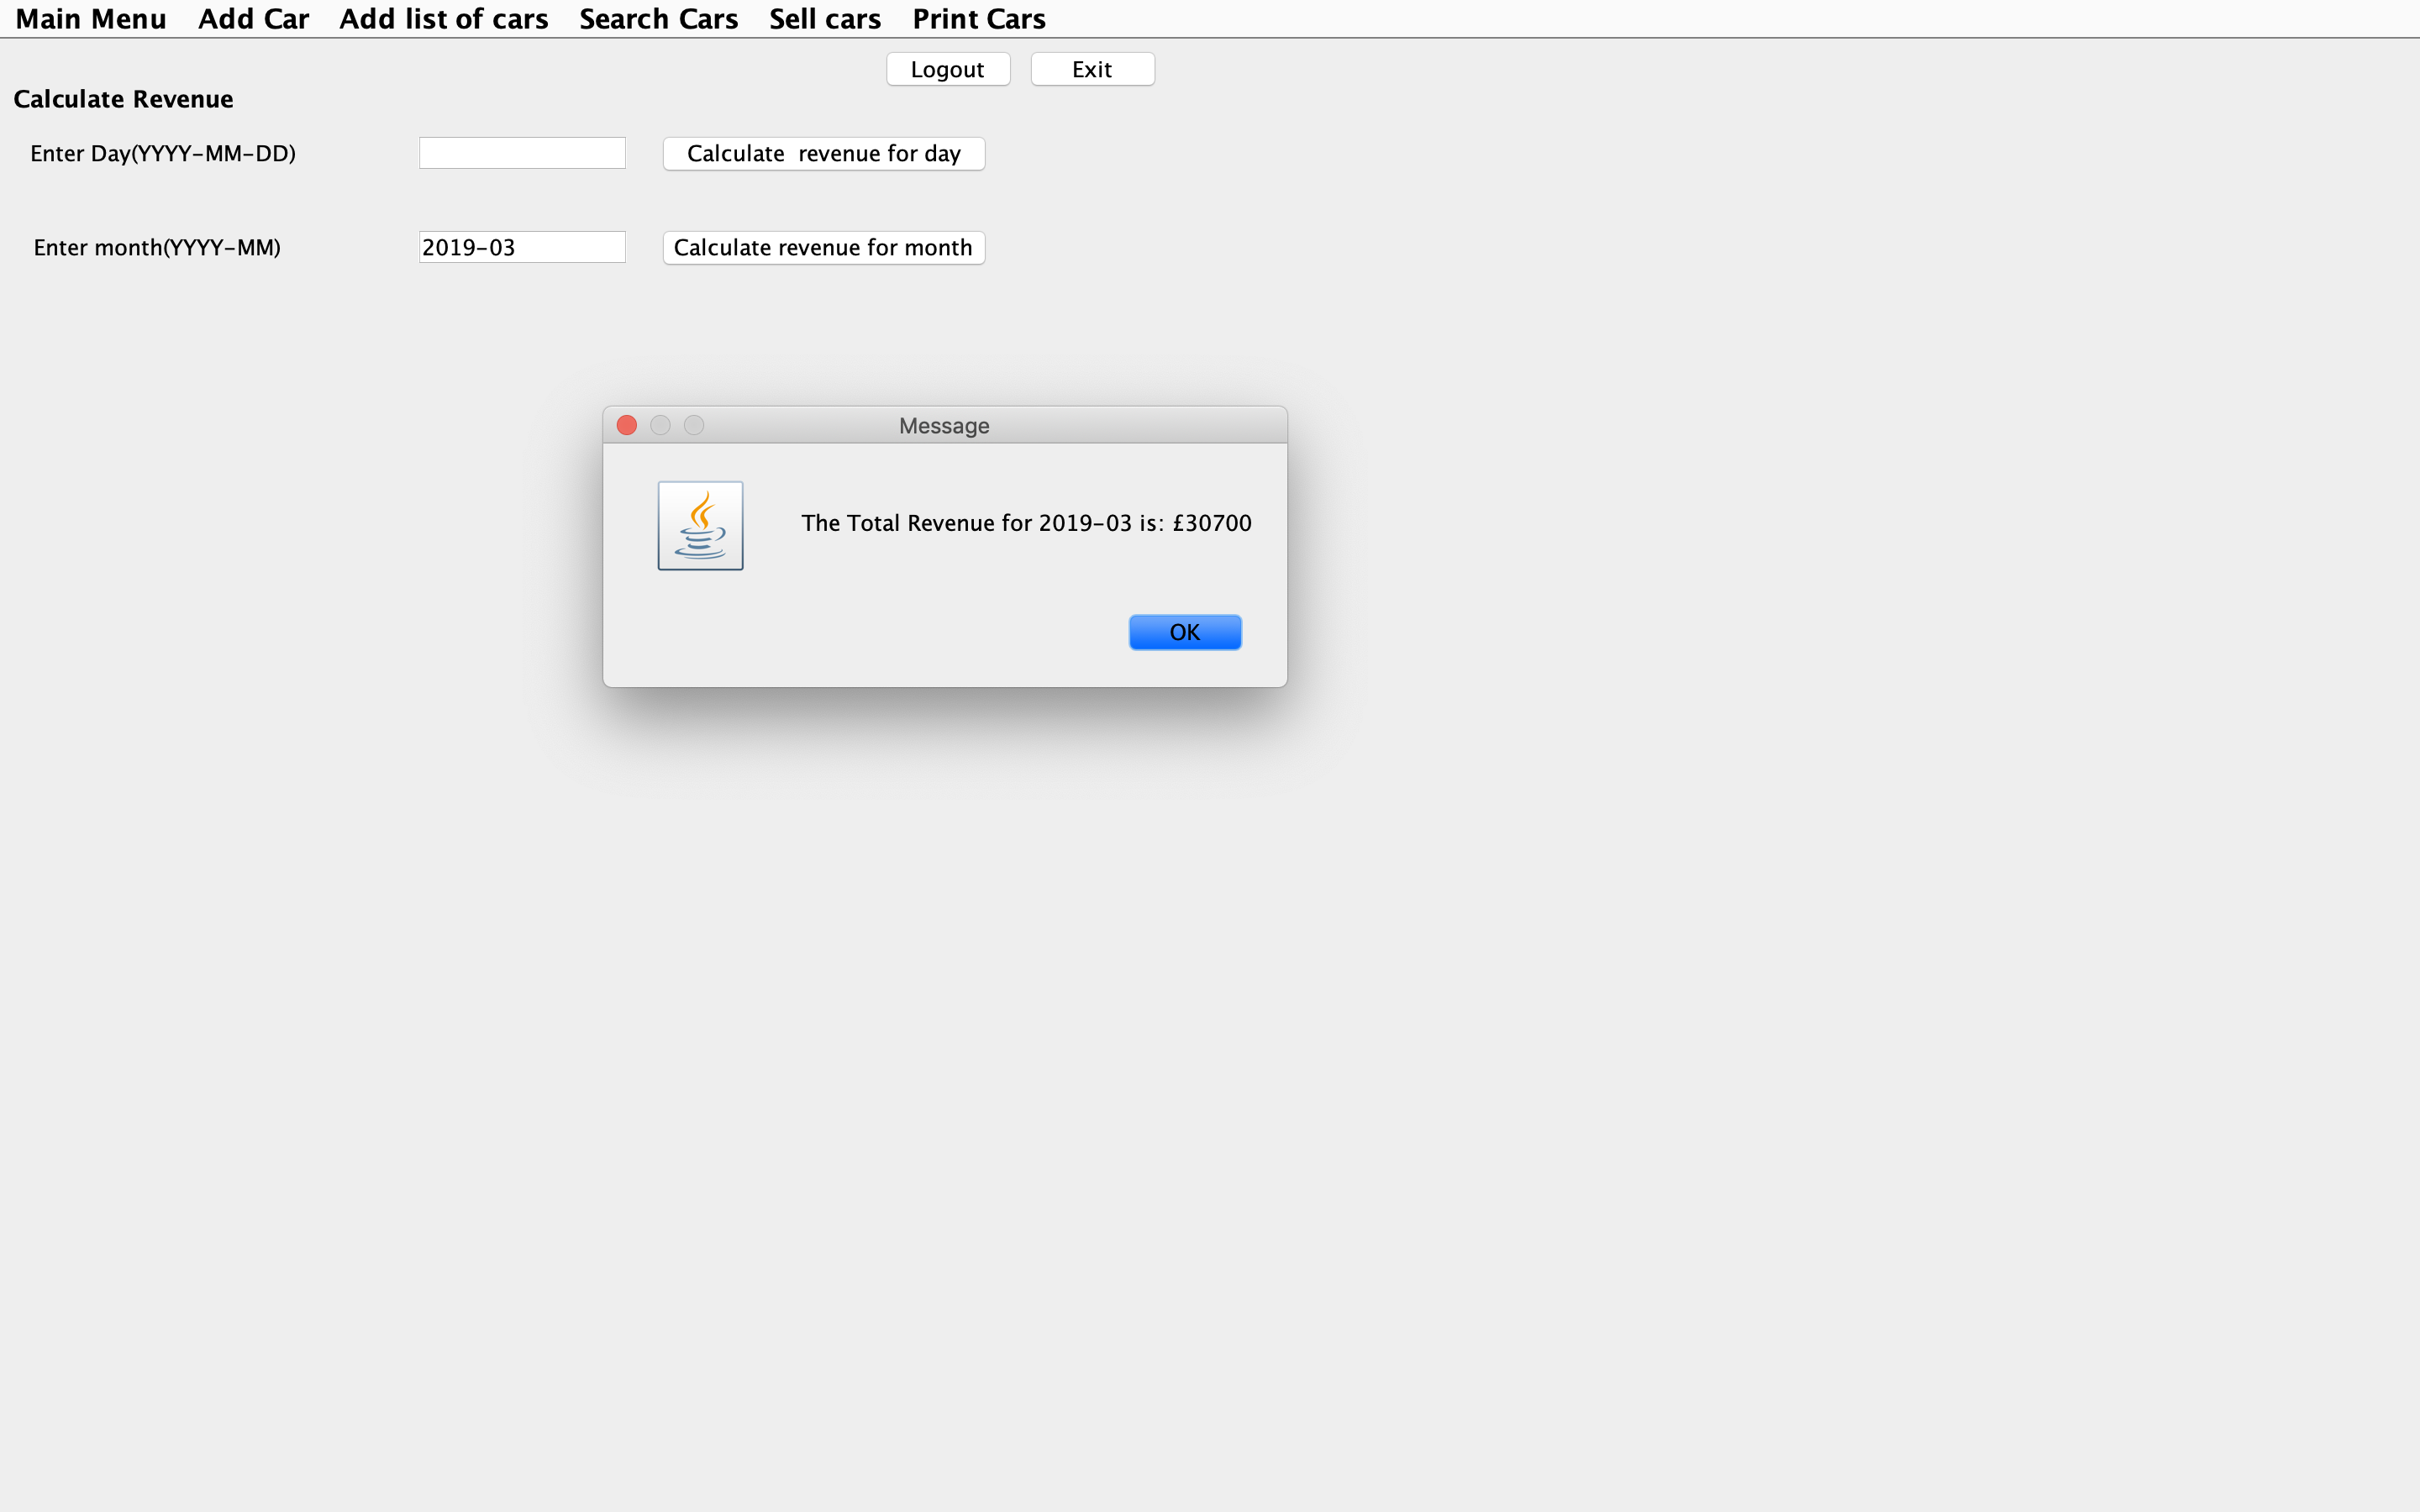 Main Menu Add Car Add list of cars Search Cars Sell cars Print Cars
Logout Exit
Calculate Revenue
Enter Day(YYYY-MM-DD) Calculate  revenue for day
Enter month(YYYY-MM) 2019-03 Calculate revenue for month
Message
The Total Revenue for 2019-03 is: £30700
OK